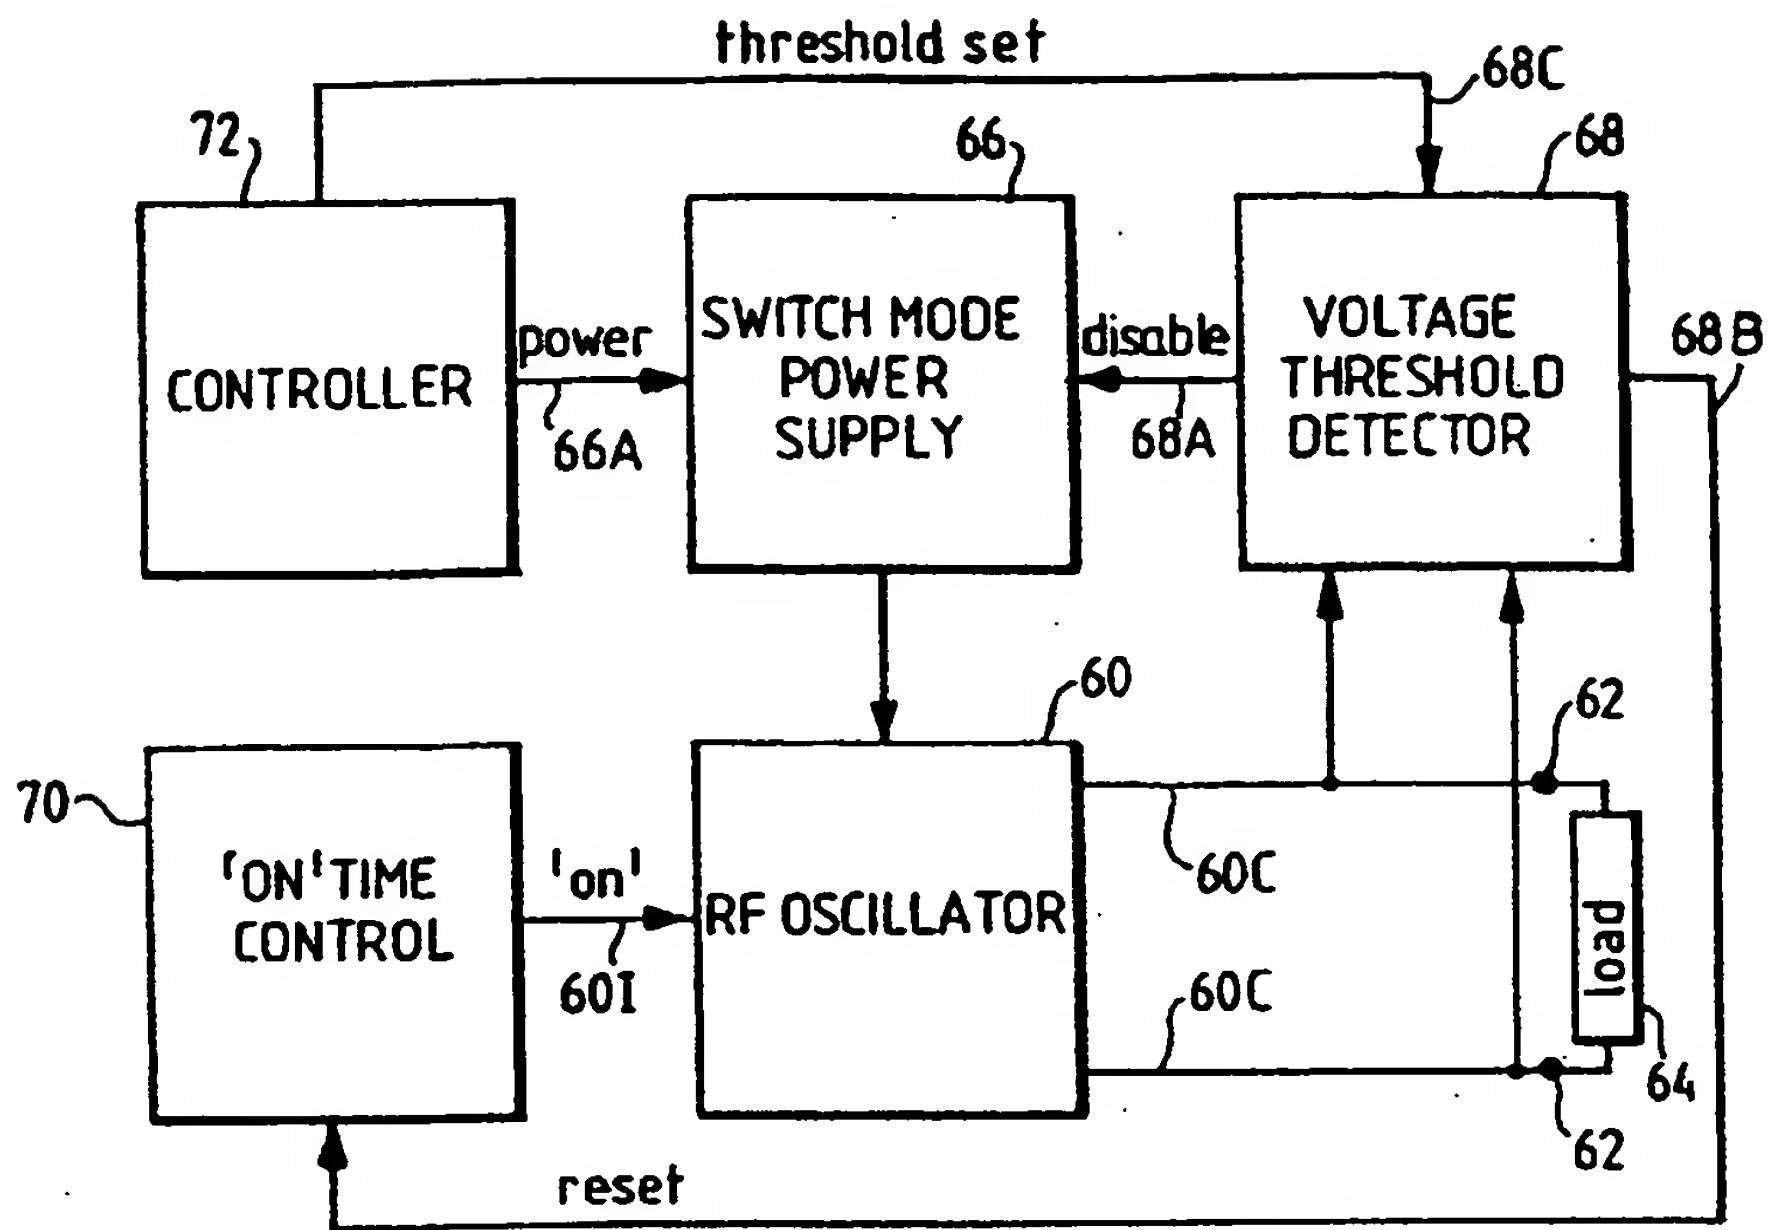 threshold set
68C
72
66
68
CONTROLLER
power
66A
SWITCH MODE
POWER
SUPPLY
disable
68A
VOLTAGE
THRESHOLD
DETECTOR
68B
60
62
70
'ON' TIME
CONTROL
'on'
60I
RF OSCILLATOR
60C
60C
load
64
62
reset